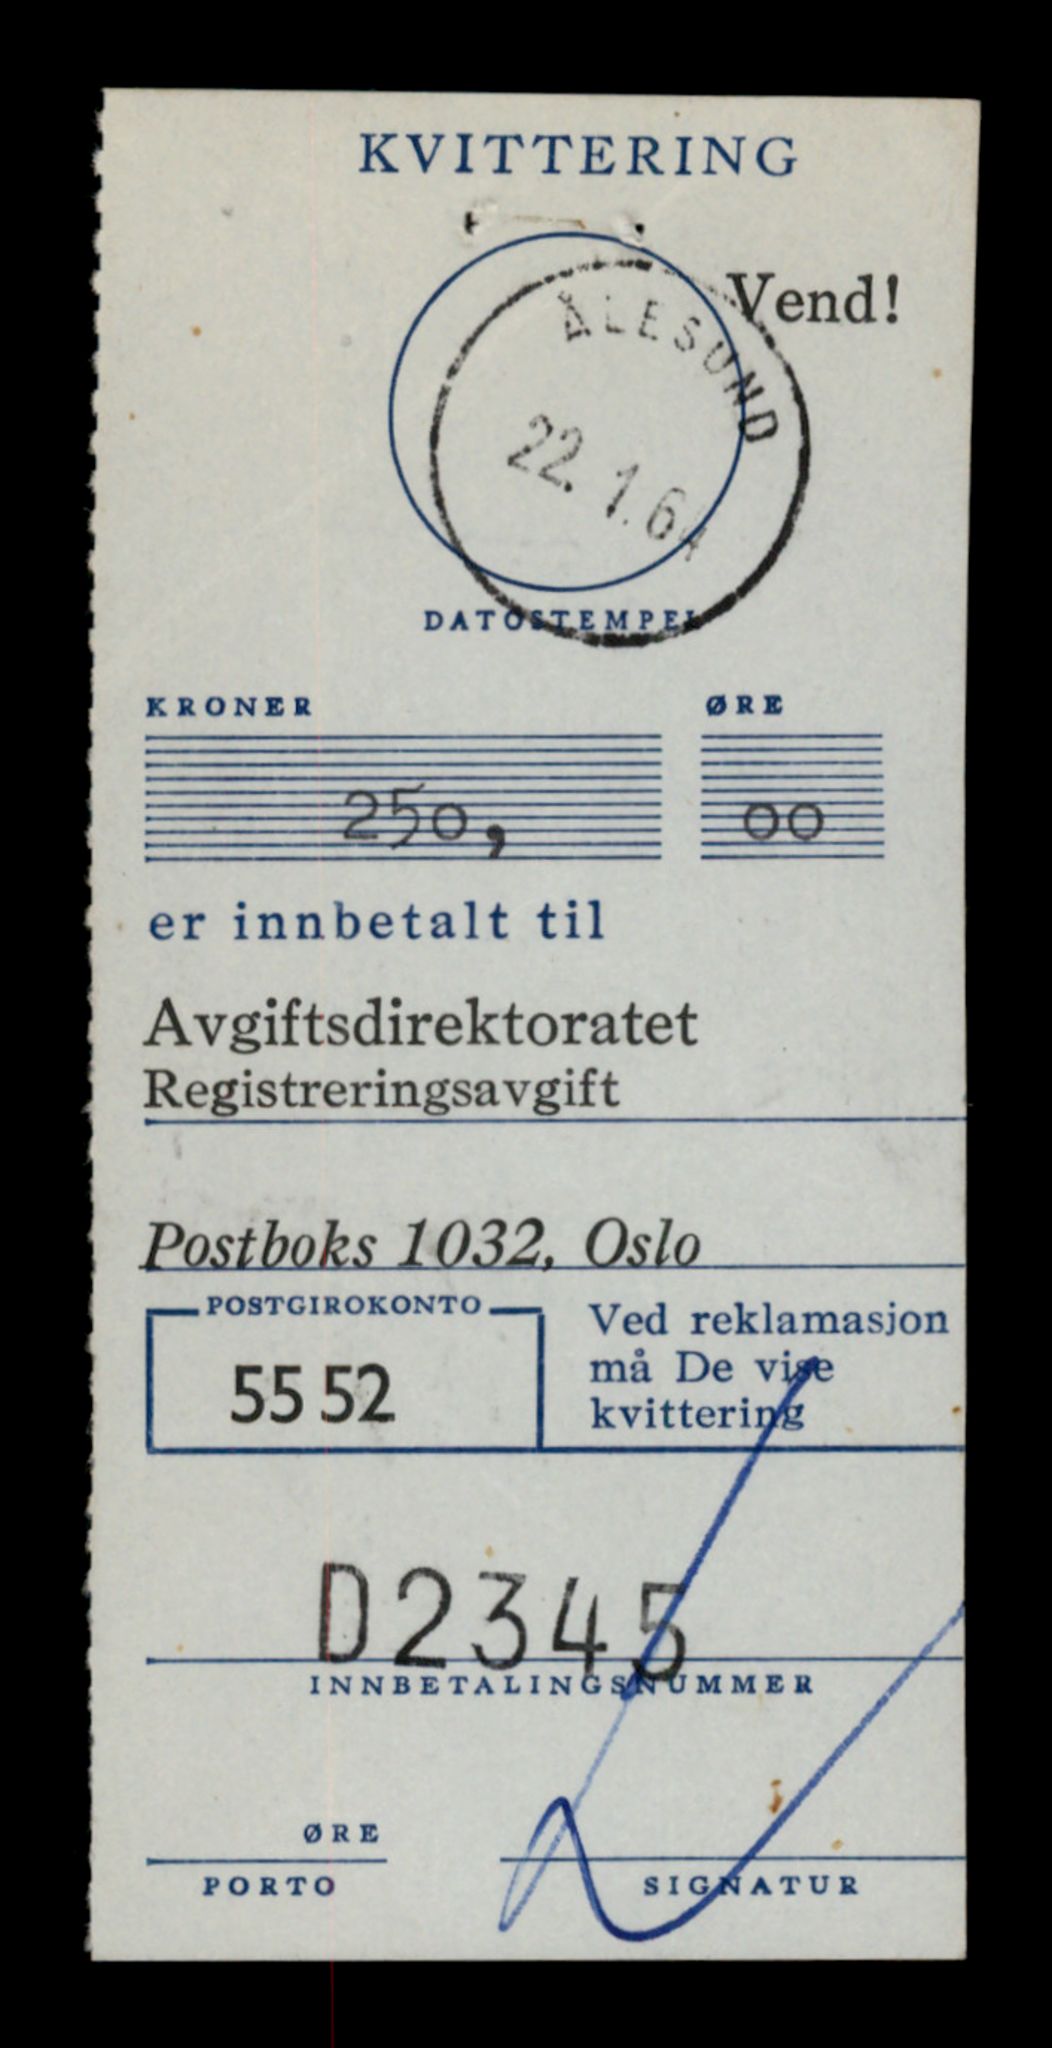 KVITTERING
Vend!
ÅLESUND
22.1.64
DATOSTEMPEL
KRONER ØRE
250, 00
er innbetalt til
Avgiftsdirektoratet
Registreringsavgift
Postboks 1032, Oslo
POSTGIROKONTO
55 52
Ved reklamasjon
må De vise
kvittering
D2345
INNBETALINGSNUMMER
ØRE
PORTO SIGNATUR